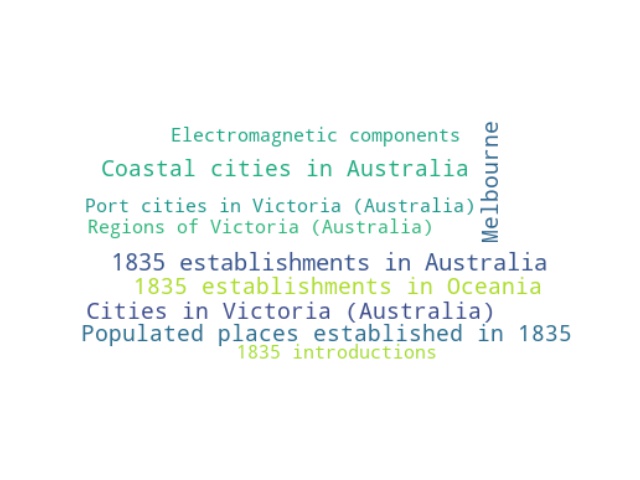 Electromagnetic components
Coastal cities in Australia
Port cities in Victoria (Australia)
Regions of Victoria (Australia)
Melbourne
1835 establishments in Australia
1835 establishments in Oceania
Cities in Victoria (Australia)
Populated places established in 1835
1835 introductions